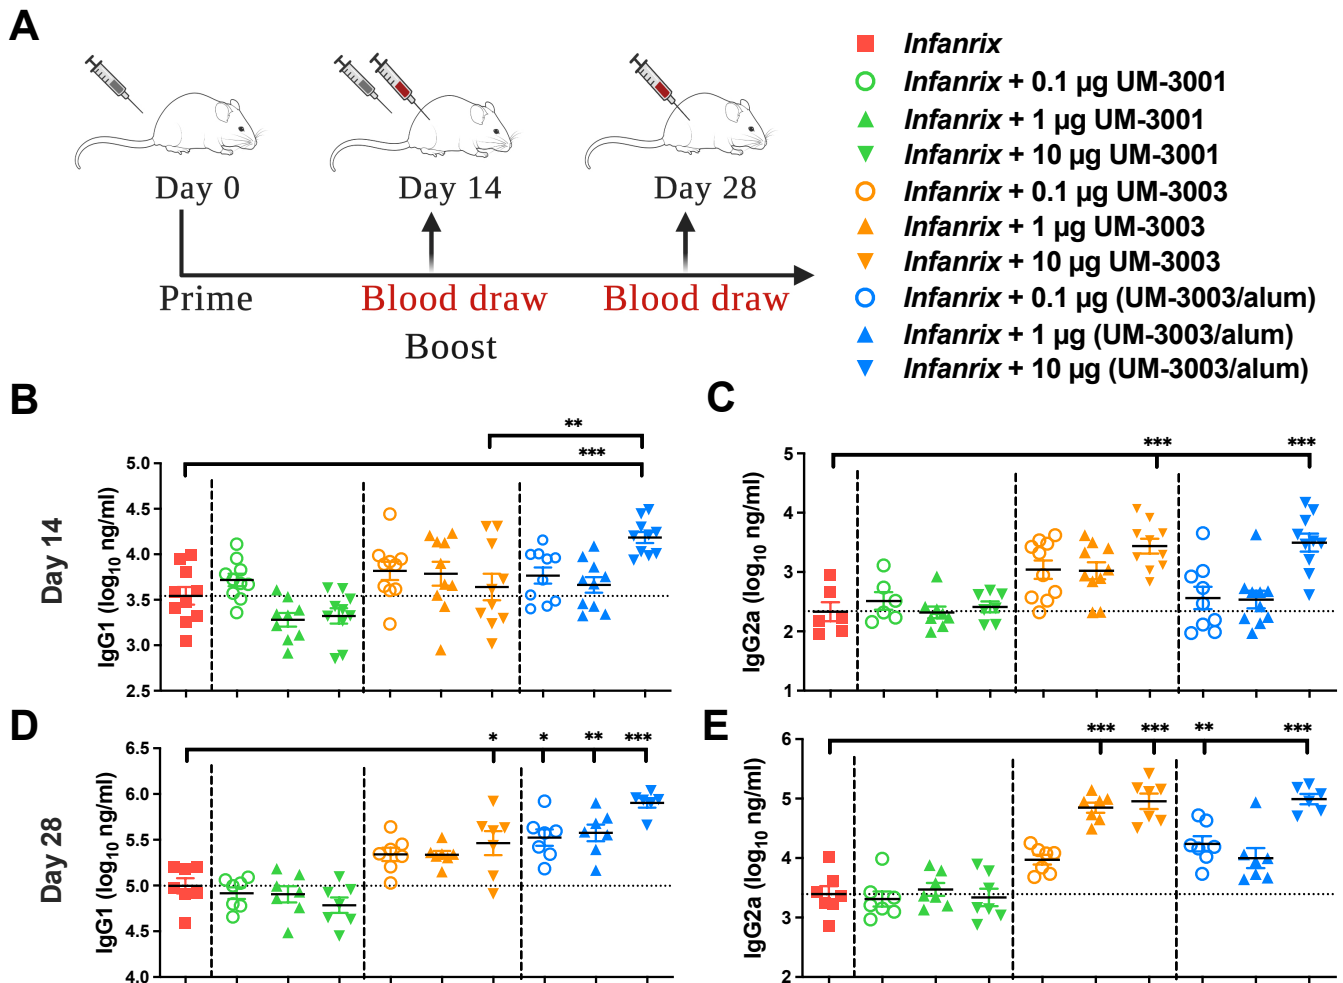 A
Day 0
Day 14
Day 28
Prime
Blood draw
Blood draw
Boost
Infanrix
Infanrix + 0.1 µg UM-3001
Infanrix + 1 µg UM-3001
Infanrix + 10 µg UM-3001
Infanrix + 0.1 µg UM-3003
Infanrix + 1 µg UM-3003
Infanrix + 10 µg UM-3003
Infanrix + 0.1 µg (UM-3003/alum)
Infanrix + 1 µg (UM-3003/alum)
Infanrix + 10 µg (UM-3003/alum)
Day 14
B
**
***
IgG1 (log10 ng/ml)
5.0
4.5
4.0
3.5
3.0
2.5
C
***
***
IgG2a (log10 ng/ml)
5
4
3
2
1
Day 28
D
*
*
**
***
IgG1 (log10 ng/ml)
6.5
6.0
5.5
5.0
4.5
4.0
E
***
***
**
***
IgG2a (log10 ng/ml)
6
5
4
3
2